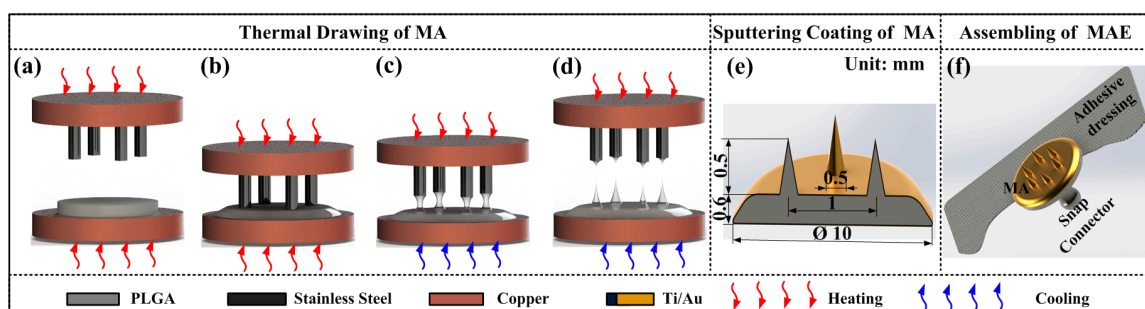 Thermal Drawing of MA
Sputtering Coating of MA
Assembling of MAE
(a)
(b)
(c)
(d)
(e)
Unit: mm
0.5
0.6
0.5
1
Ø 10
(f)
Adhesive
dressing
MA
Snap
Connector
PLGA
Stainless Steel
Copper
Ti/Au
Heating
Cooling